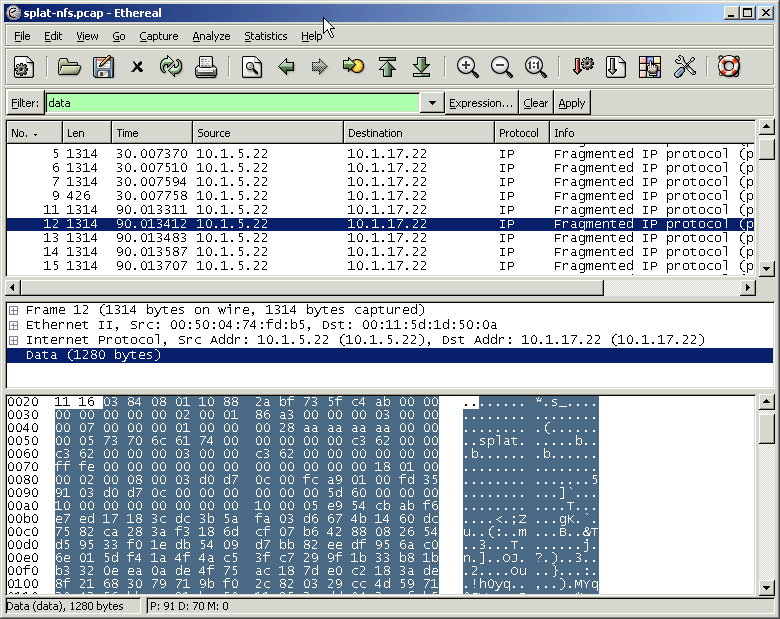 splat-nfs.pcap - Ethereal
File Edit View Go Capture Analyze Statistics Help
Filter: data Expression... Clear Apply
No. Len Time Source Destination Protocol Info
5 1314 30.007370 10.1.5.22 10.1.17.22 IP Fragmented IP protocol (p
6 1314 30.007510 10.1.5.22 10.1.17.22 IP Fragmented IP protocol (p
7 1314 30.007594 10.1.5.22 10.1.17.22 IP Fragmented IP protocol (p
9 426 30.007758 10.1.5.22 10.1.17.22 IP Fragmented IP protocol (p
11 1314 90.013311 10.1.5.22 10.1.17.22 IP Fragmented IP protocol (p
12 1314 90.013412 10.1.5.22 10.1.17.22 IP Fragmented IP protocol (p
13 1314 90.013483 10.1.5.22 10.1.17.22 IP Fragmented IP protocol (p
14 1314 90.013587 10.1.5.22 10.1.17.22 IP Fragmented IP protocol (p
15 1314 90.013707 10.1.5.22 10.1.17.22 IP Fragmented IP protocol (p
Frame 12 (1314 bytes on wire, 1314 bytes captured)
Ethernet II, Src: 00:50:04:74:fd:b5, Dst: 00:11:5d:1d:50:0a
Internet Protocol, Src Addr: 10.1.5.22 (10.1.5.22), Dst Addr: 10.1.17.22 (10.1.17.22)
Data (1280 bytes)
0020 11 16 03 84 08 01 10 88 2a bf 73 5f c4 ab 00 00 ........ *.s_....
0030 00 00 00 00 00 02 00 01 86 a3 00 00 00 03 00 00 ........ ........
0040 00 07 00 00 00 01 00 00 00 28 aa aa aa aa 00 00 ........ .(......
0050 00 05 73 70 6c 61 74 00 00 00 00 00 c3 62 00 00 ..splat. .....b..
0060 c3 62 00 00 00 03 00 00 c3 62 00 00 00 00 00 00 .b...... .b......
0070 ff fe 00 00 00 00 00 00 00 00 00 00 00 18 01 00 ........ ........
0080 00 02 00 08 00 03 d0 d7 0c 00 fc a9 01 00 fd 35 ........ .......5
0090 91 03 d0 d7 0c 00 00 00 00 00 00 5d 60 00 00 00 ........ ...]`...
00a0 10 00 00 00 00 00 00 00 10 00 05 e9 54 cb ab f6 ........ ....T...
00b0 e7 ed 17 18 3c dc 3b 5a fa 03 d6 67 4b 14 60 dc ....<.;Z ...gK.`.
00c0 75 82 ca 28 3a f3 18 6d cf 07 b6 42 88 08 26 54 u..(:..m ...B..&T
00d0 d5 95 33 f0 1e db 54 09 d7 bb 82 ee df 95 6a c0 ..3...T. ......j.
00e0 6e 01 5d f4 1a 4f 4a c5 3f c7 29 9f 1b 33 b8 1b n.]..OJ. ?.)..3..
00f0 b3 32 0e ea 0a de 4f 75 ac 18 7d e0 c2 18 3a de .2....Ou ..}...:.
0100 8f 21 68 30 79 71 9b f0 2c 82 03 29 cc 4d 59 71 .!h0yq.. ,..).MYq
Data (data), 1280 bytes P: 91 D: 70 M: 0